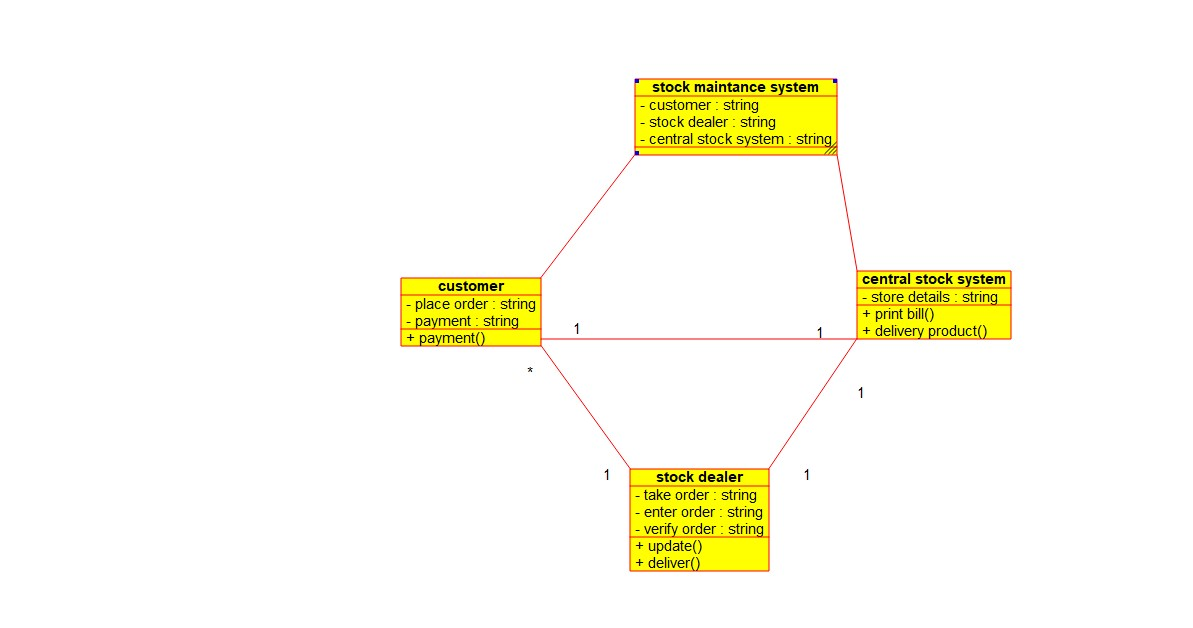 stock maintance system
- customer : string
- stock dealer : string
- central stock system : string
customer
- place order : string
- payment : string
+ payment()
central stock system
- store details : string
+ print bill()
+ delivery product()
1
1
*
1
1
1
stock dealer
- take order : string
- enter order : string
- verify order : string
+ update()
+ deliver()